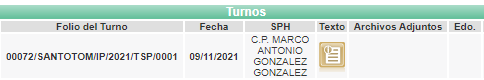 Turnos
Folio del Turno Fecha SPH Texto Archivos Adjuntos Edo.
00072/SANTOTOM/IP/2021/TSP/0001 09/11/2021 C.P. MARCO
ANTONIO
GONZALEZ
GONZALEZ